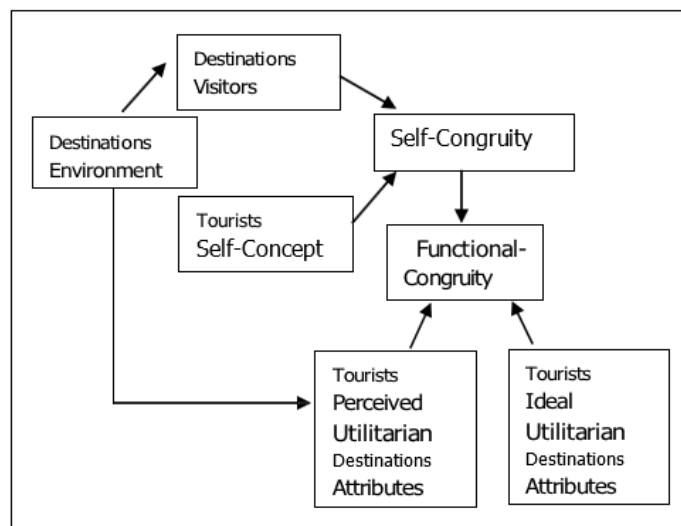 Destinations
Visitors
Destinations
Environment
Self-Congruity
Tourists
Self-Concept
Functional-
Congruity
Tourists
Perceived
Utilitarian
Destinations
Attributes
Tourists
Ideal
Utilitarian
Destinations
Attributes